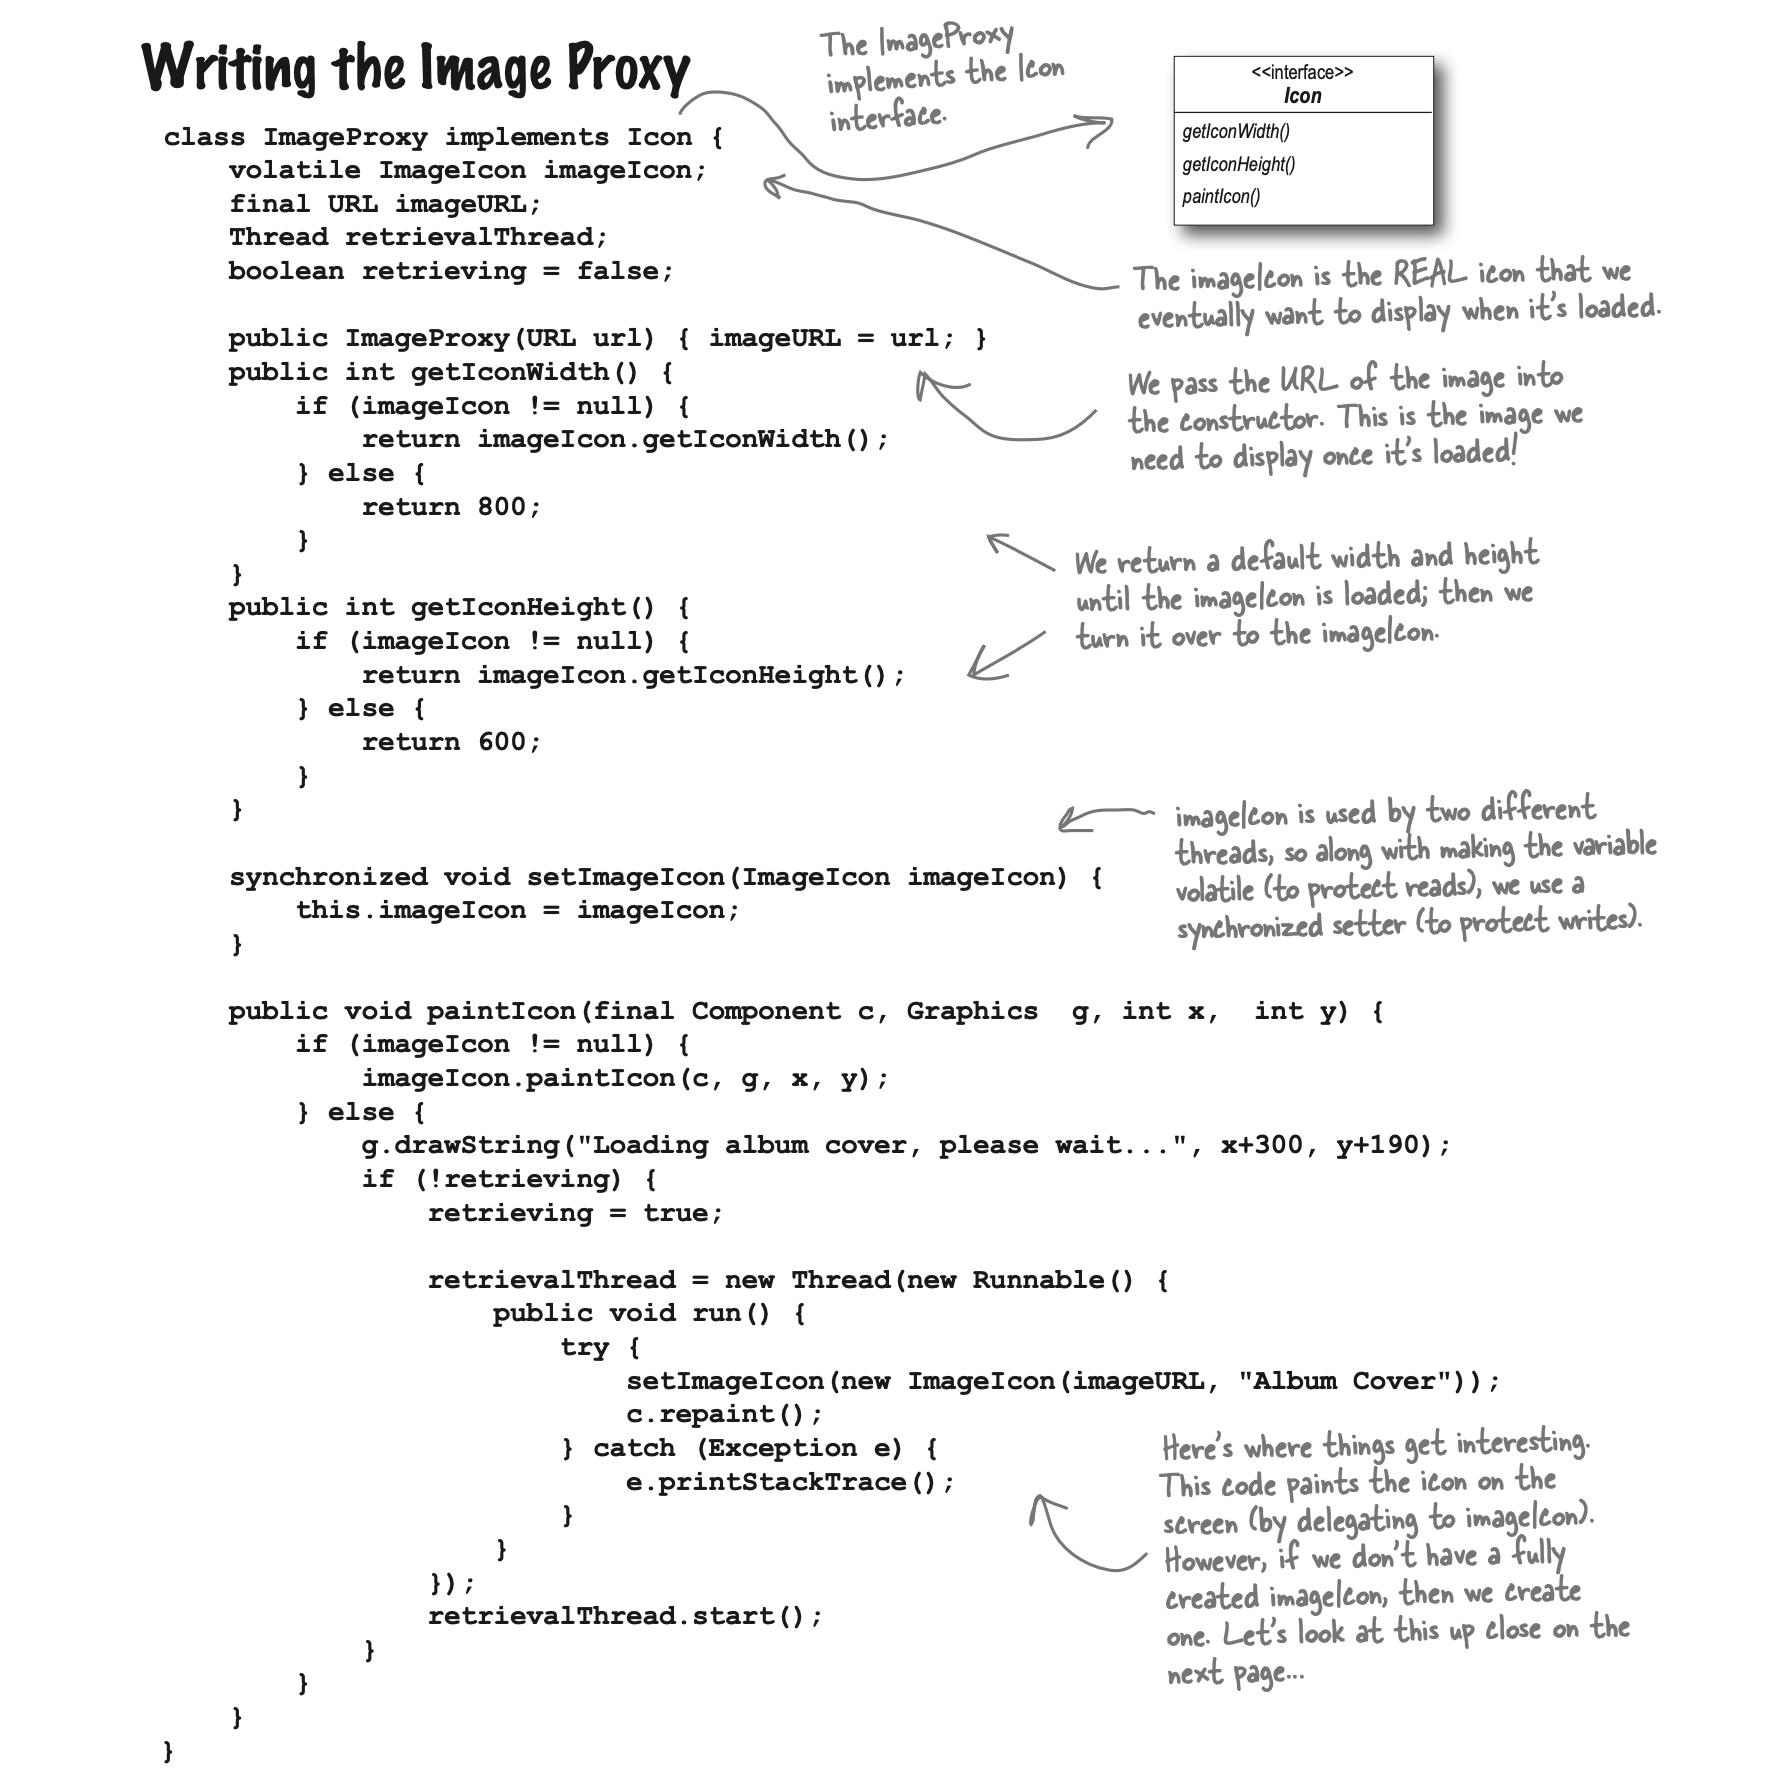 Writing the Image Proxy
The ImageProxy
implements the Icon
interface.
<<interface>>
Icon
getIconWidth()
getIconHeight()
paintIcon()
class ImageProxy implements Icon {
    volatile ImageIcon imageIcon;
    final URL imageURL;
    Thread retrievalThread;
    boolean retrieving = false;
The imageIcon is the REAL icon that we
eventually want to display when it's loaded.
    public ImageProxy(URL url) { imageURL = url; }
    public int getIconWidth() {
        if (imageIcon != null) {
            return imageIcon.getIconWidth();
        } else {
            return 800;
        }
    }
We pass the URL of the image into
the constructor. This is the image we
need to display once it's loaded!
We return a default width and height
until the imageIcon is loaded; then we
turn it over to the imageIcon.
    public int getIconHeight() {
        if (imageIcon != null) {
            return imageIcon.getIconHeight();
        } else {
            return 600;
        }
    }
imageIcon is used by two different
threads, so along with making the variable
volatile (to protect reads), we use a
synchronized setter (to protect writes).
    synchronized void setImageIcon(ImageIcon imageIcon) {
        this.imageIcon = imageIcon;
    }
    public void paintIcon(final Component c, Graphics  g, int x,  int y) {
        if (imageIcon != null) {
            imageIcon.paintIcon(c, g, x, y);
        } else {
            g.drawString("Loading album cover, please wait...", x+300, y+190);
            if (!retrieving) {
                retrieving = true;
                retrievalThread = new Thread(new Runnable() {
                    public void run() {
                        try {
                            setImageIcon(new ImageIcon(imageURL, "Album Cover"));
                            c.repaint();
                        } catch (Exception e) {
                            e.printStackTrace();
                        }
                    }
                });
                retrievalThread.start();
            }
        }
    }
}
Here's where things get interesting.
This code paints the icon on the
screen (by delegating to imageIcon).
However, if we don't have a fully
created imageIcon, then we create
one. Let's look at this up close on the
next page...